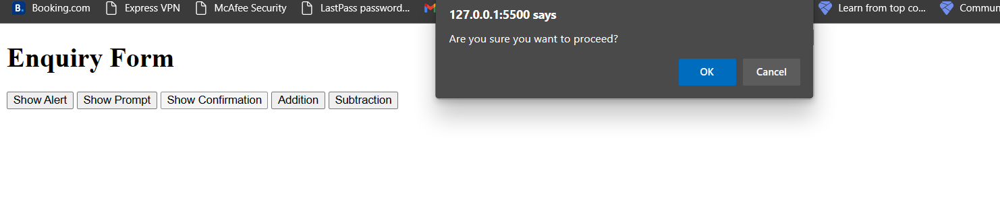 B. Booking.com Express VPN McAfee Security LastPass password... Learn from top co... Commun
127.0.0.1:5500 says
Are you sure you want to proceed?
OK Cancel
Enquiry Form
Show Alert Show Prompt Show Confirmation Addition Subtraction